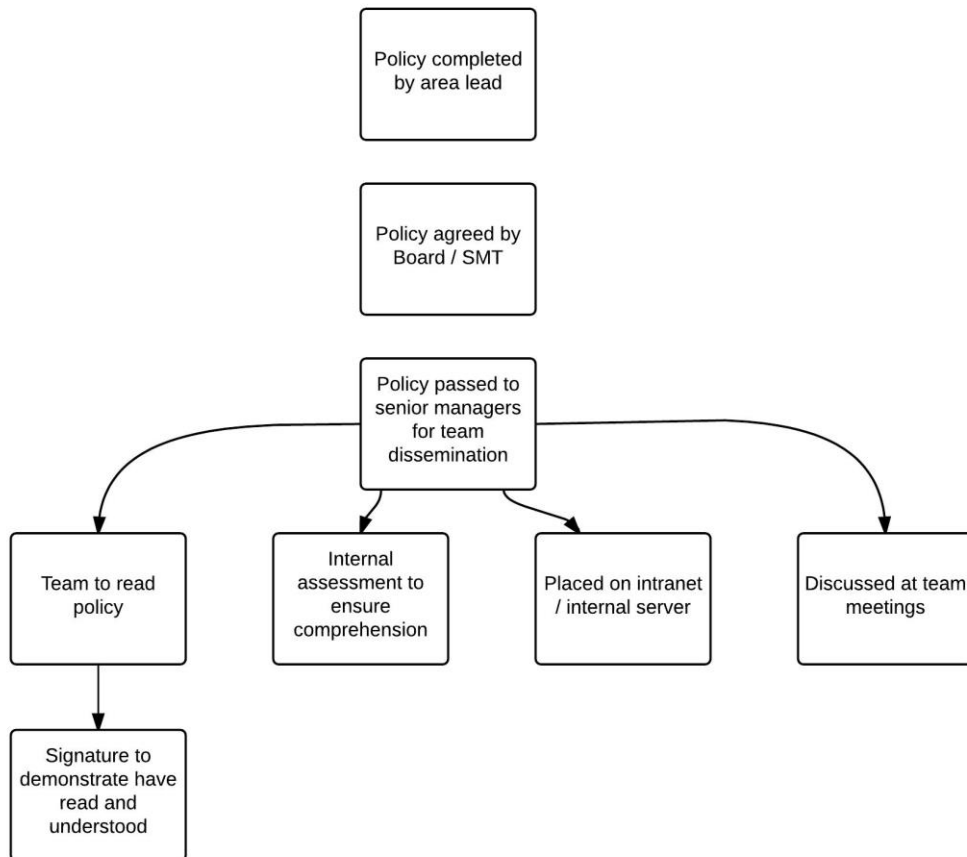 Policy completed
by area lead
Policy agreed by
Board / SMT
Policy passed to
senior managers
for team
dissemination
Team to read
policy
Internal
assessment to
ensure
comprehension
Placed on intranet
/ internal server
Discussed at team
meetings
Signature to
demonstrate have
read and
understood